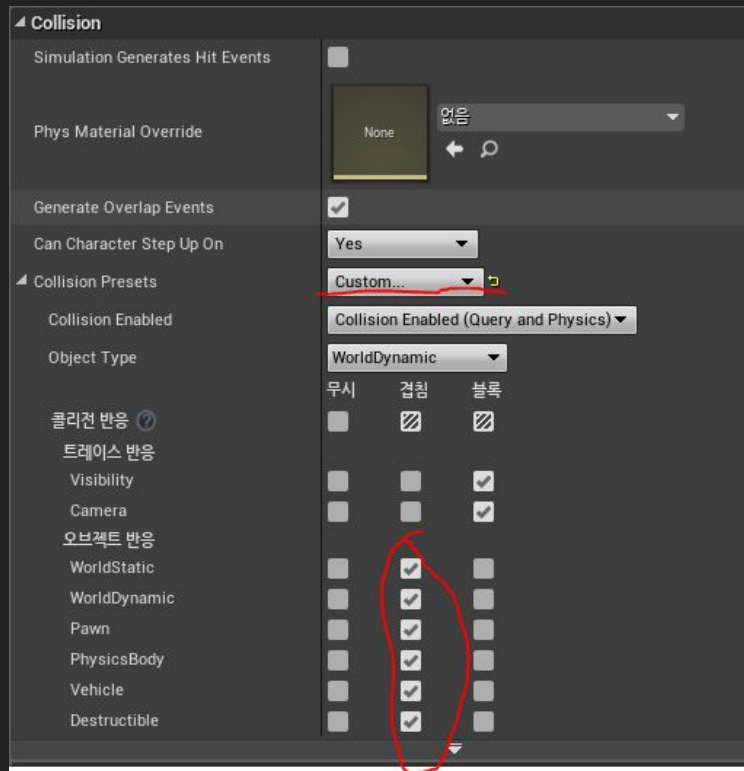 Collision
Simulation Generates Hit Events
Phys Material Override
None
없음
Generate Overlap Events
Can Character Step Up On
Yes
Collision Presets
Custom...
Collision Enabled
Collision Enabled (Query and Physics)
Object Type
WorldDynamic
무시 겹침 블록
콜리전 반응 ?
트레이스 반응
Visibility
Camera
오브젝트 반응
WorldStatic
WorldDynamic
Pawn
PhysicsBody
Vehicle
Destructible